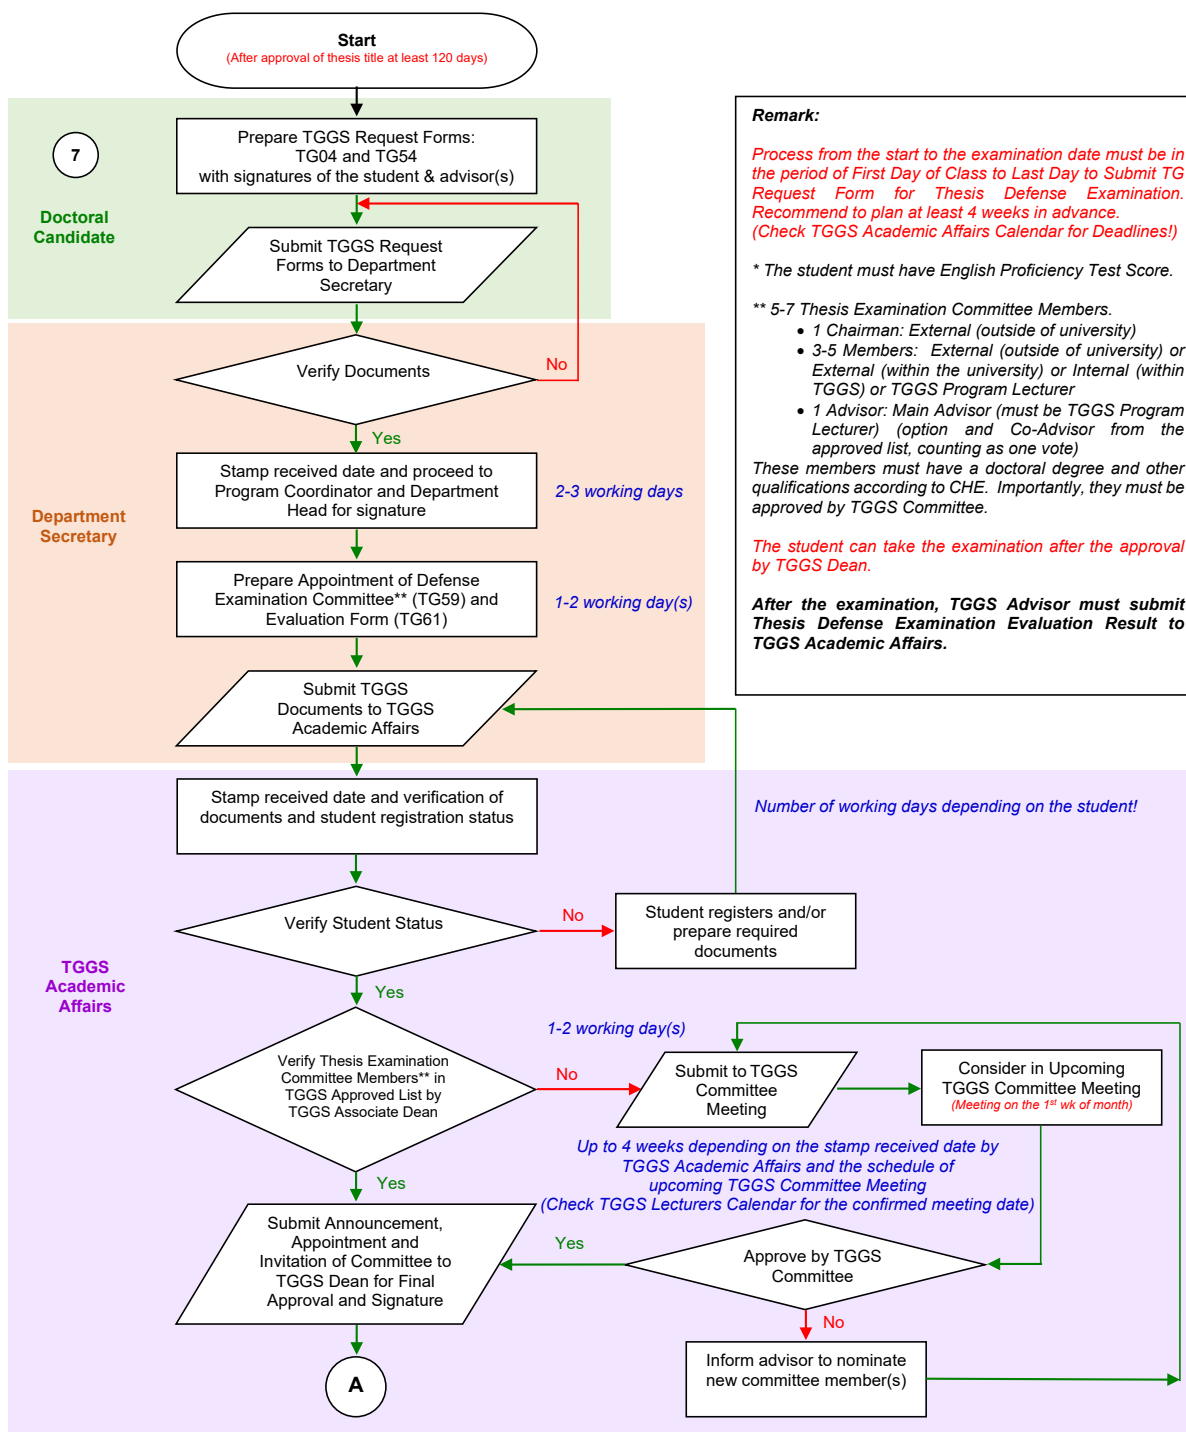 Start
(After approval of thesis title at least 120 days)
7
Doctoral
Candidate
Prepare TGGS Request Forms:
TG04 and TG54
with signatures of the student & advisor(s)
Submit TGGS Request
Forms to Department
Secretary
Remark:
Process from the start to the examination date must be in
the period of First Day of Class to Last Day to Submit TG
Request Form for Thesis Defense Examination.
Recommend to plan at least 4 weeks in advance.
(Check TGGS Academic Affairs Calendar for Deadlines!)
* The student must have English Proficiency Test Score.
** 5-7 Thesis Examination Committee Members.
• 1 Chairman: External (outside of university)
• 3-5 Members: External (outside of university) or
External (within the university) or Internal (within
TGGS) or TGGS Program Lecturer
• 1 Advisor: Main Advisor (must be TGGS Program
Lecturer) (option and Co-Advisor from the
approved list, counting as one vote)
These members must have a doctoral degree and other
qualifications according to CHE. Importantly, they must be
approved by TGGS Committee.
The student can take the examination after the approval
by TGGS Dean.
After the examination, TGGS Advisor must submit
Thesis Defense Examination Evaluation Result to
TGGS Academic Affairs.
Verify Documents
No
Yes
Department
Secretary
Stamp received date and proceed to
Program Coordinator and Department
Head for signature
2-3 working days
Prepare Appointment of Defense
Examination Committee** (TG59) and
Evaluation Form (TG61)
1-2 working day(s)
Submit TGGS
Documents to TGGS
Academic Affairs
Stamp received date and verification of
documents and student registration status
Number of working days depending on the student!
Verify Student Status
No
Student registers and/or
prepare required
documents
Yes
TGGS
Academic
Affairs
Verify Thesis Examination
Committee Members** in
TGGS Approved List by
TGGS Associate Dean
No
1-2 working day(s)
Submit to TGGS
Committee
Meeting
Consider in Upcoming
TGGS Committee Meeting
(Meeting on the 1st wk of month)
Up to 4 weeks depending on the stamp received date by
TGGS Academic Affairs and the schedule of
upcoming TGGS Committee Meeting
(Check TGGS Lecturers Calendar for the confirmed meeting date)
Yes
Submit Announcement,
Appointment and
Invitation of Committee to
TGGS Dean for Final
Approval and Signature
Yes
Approve by TGGS
Committee
No
Inform advisor to nominate
new committee member(s)
A